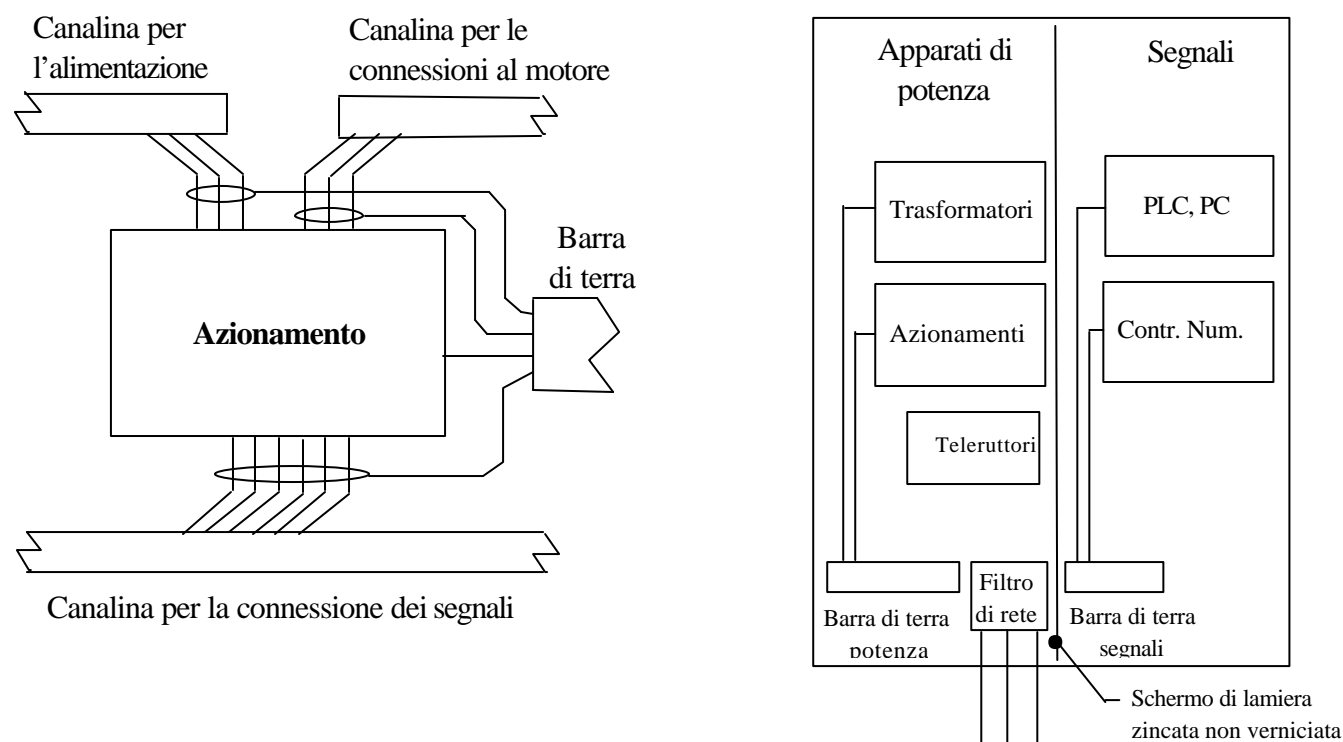 Canalina per
l’alimentazione
Canalina per le
connessioni al motore
Barra
di terra
Azionamento
Canalina per la connessione dei segnali
Apparati di
potenza
Segnali
Trasformatori
PLC, PC
Azionamenti
Contr. Num.
Teleruttori
Filtro
di rete
Barra di terra
potenza
Barra di terra
segnali
Schermo di lamiera
zincata non verniciata